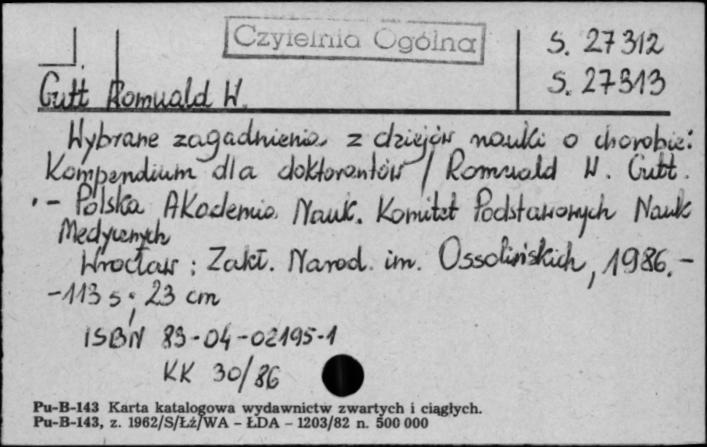 Czytelnia Ogólna
S. 27312
S. 27313
Gutt Romuald W.
Wybrane zagadnienia z dziejów nauki o chorobie:
Kompendium dla doktorantów / Romuald W. Gutt.
- Polska Akademia Nauk. Komitet Podstawowych Nauk
Medycznych
Wrocław : Zakł. Narod. im. Ossolińskich, 1986. -
-113 s ; 23 cm
ISBN 83-04-02195-1
KK 30/86
Pu-B-143 Karta katalogowa wydawnictw zwartych i ciągłych.
Pu-B-143, z. 1962/S/Łż/WA - ŁDA - 1203/82 n. 500 000